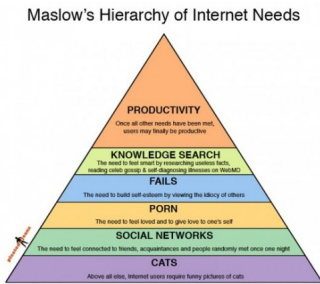 Maslow's Hierarchy of Internet Needs
PRODUCTIVITY
Once all other needs have been met,
users may finally be productive
KNOWLEDGE SEARCH
The need to feel smart by researching useless facts,
reading celeb gossip & self diagnosing illnesses on WebMD
FAILS
The need to build self-esteem by viewing the idiocy of others
PORN
The need to feel loved and to give love to one's self
SOCIAL NETWORKS
The need to feel connected to friends, acquaintances and people randomly met once one night
CATS
Above all else, Internet users require funny pictures of cats